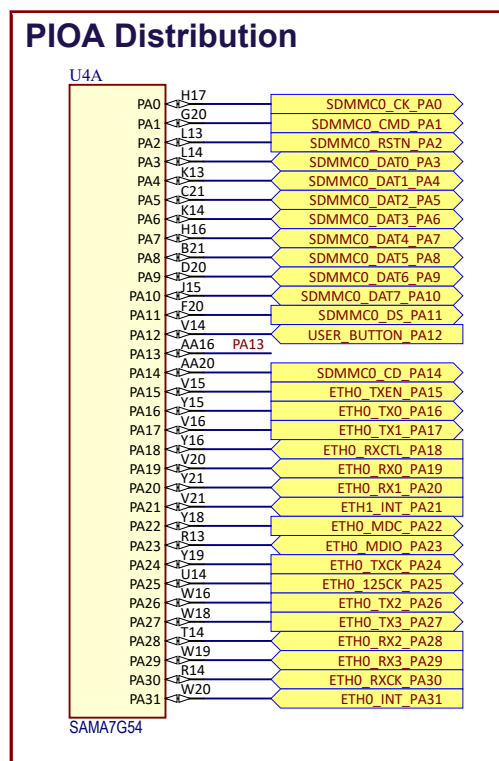 PIOA Distribution
U4A
PA0 H17 SDMMC0_CK_PA0
PA1 G20 SDMMC0_CMD_PA1
PA2 L13 SDMMC0_RSTN_PA2
PA3 L14 SDMMC0_DAT0_PA3
PA4 K13 SDMMC0_DAT1_PA4
PA5 C21 SDMMC0_DAT2_PA5
PA6 K14 SDMMC0_DAT3_PA6
PA7 H16 SDMMC0_DAT4_PA7
PA8 B21 SDMMC0_DAT5_PA8
PA9 D20 SDMMC0_DAT6_PA9
PA10 J15 SDMMC0_DAT7_PA10
PA11 F20 SDMMC0_DS_PA11
PA12 V14 USER_BUTTON_PA12
PA13 AA16 PA13
PA14 AA20 SDMMC0_CD_PA14
PA15 V15 ETH0_TXEN_PA15
PA16 Y15 ETH0_TX0_PA16
PA17 V16 ETH0_TX1_PA17
PA18 Y16 ETH0_RXCTL_PA18
PA19 V20 ETH0_RX0_PA19
PA20 Y21 ETH0_RX1_PA20
PA21 V21 ETH1_INT_PA21
PA22 Y18 ETH0_MDC_PA22
PA23 R13 ETH0_MDIO_PA23
PA24 Y19 ETH0_TXCK_PA24
PA25 U14 ETH0_125CK_PA25
PA26 W16 ETH0_TX2_PA26
PA27 W18 ETH0_TX3_PA27
PA28 T14 ETH0_RX2_PA28
PA29 W19 ETH0_RX3_PA29
PA30 R14 ETH0_RXCK_PA30
PA31 W20 ETH0_INT_PA31
SAMA7G54